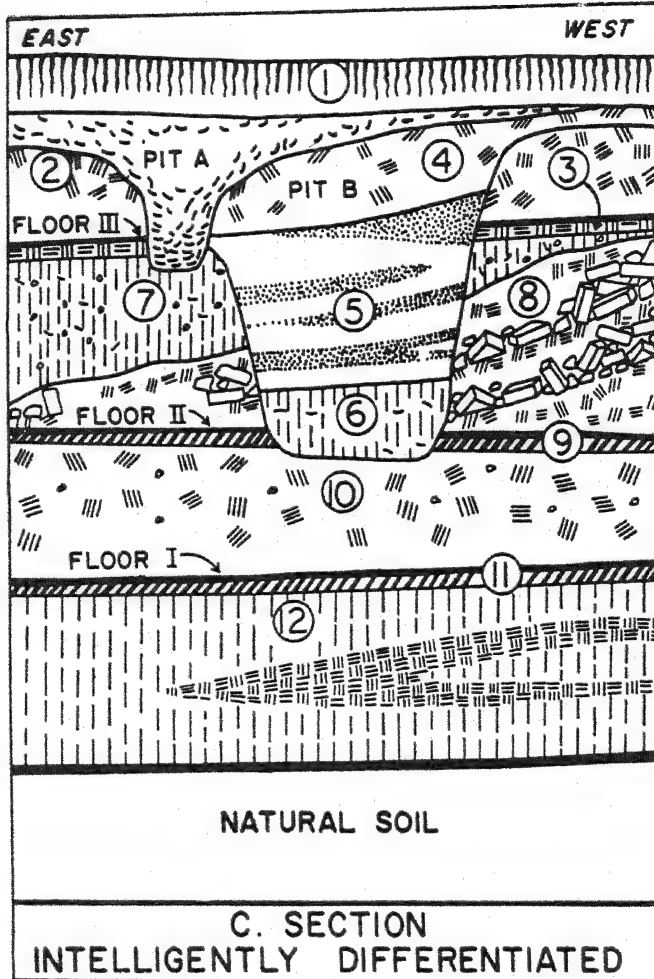 EAST WEST
1
PIT A
2
4
3
PIT B
FLOOR III
7
5
8
6
FLOOR II
9
10
FLOOR I
11
12
NATURAL SOIL
C. SECTION
INTELLIGENTLY DIFFERENTIATED